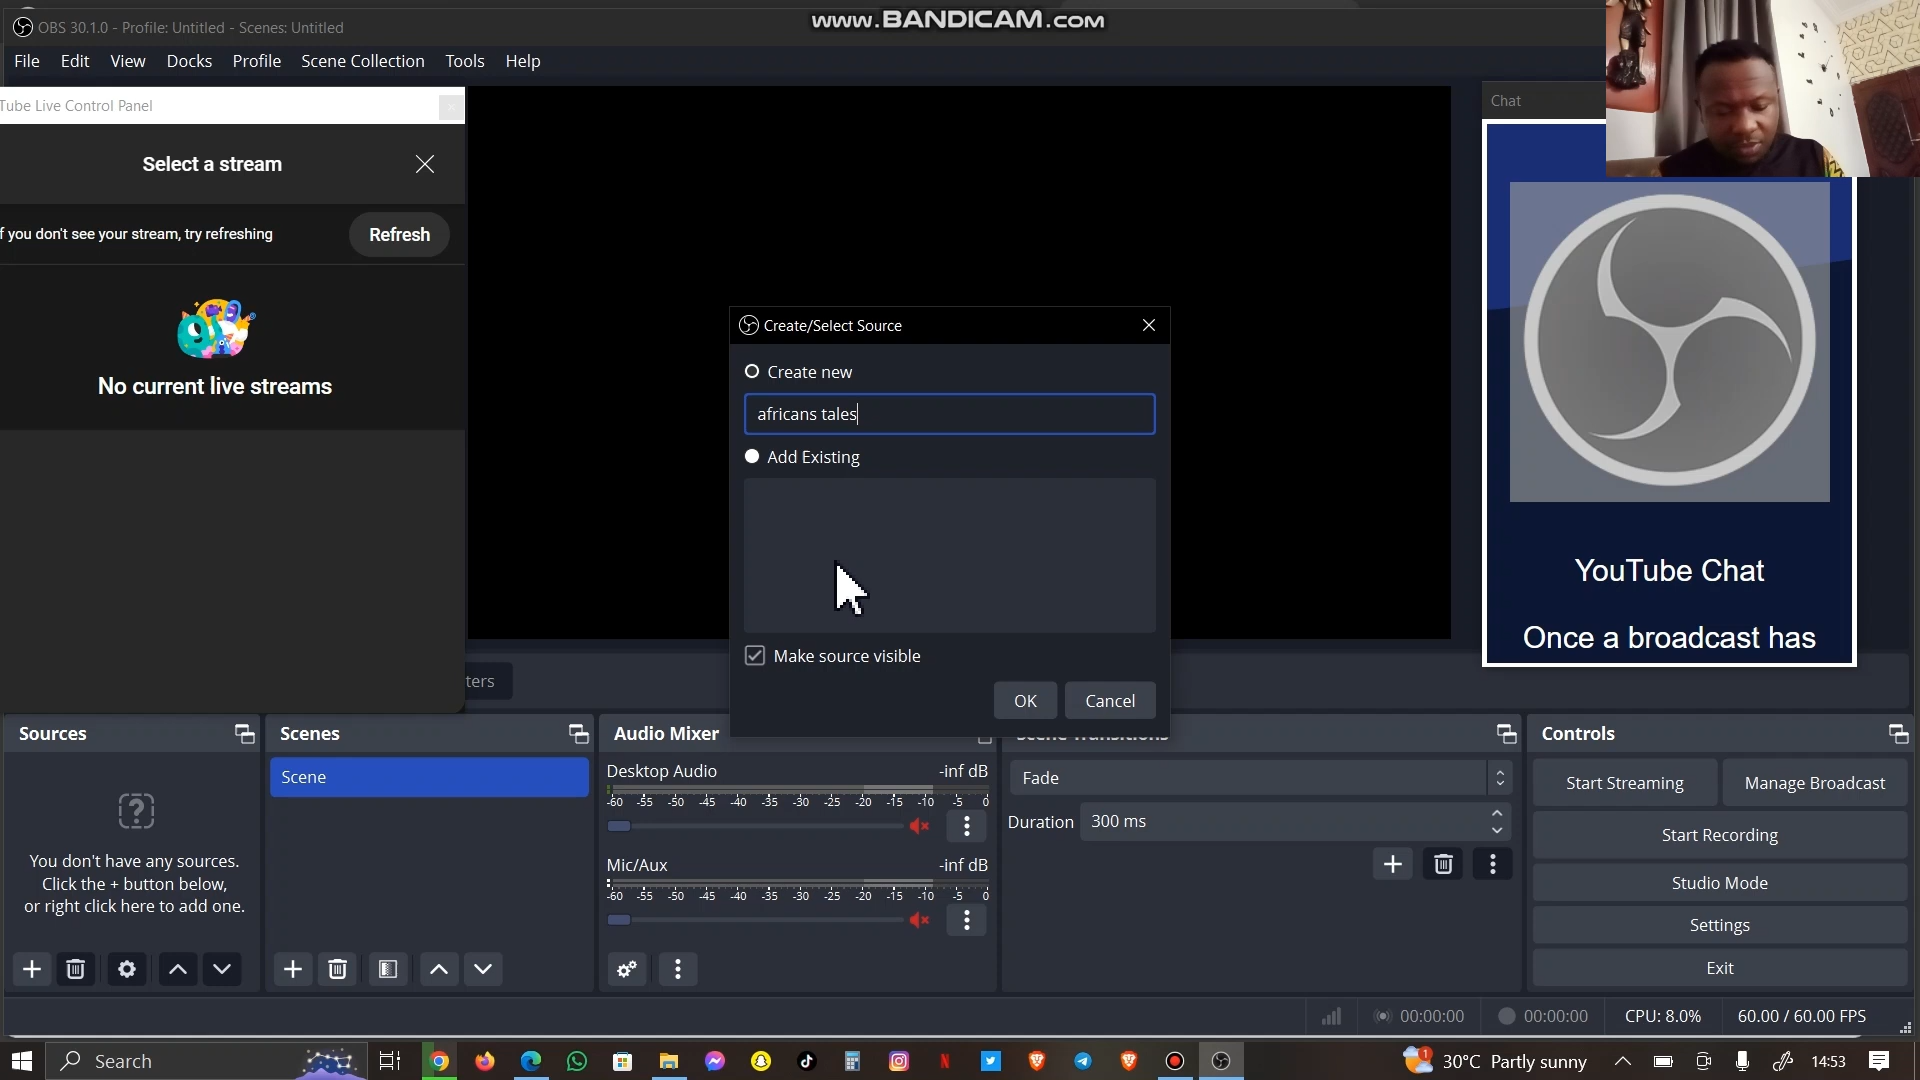 www.BANDICAM.com
OBS 30.1.0 - Profile: Untitled - Scenes: Untitled
File Edit View Docks Profile Scene Collection Tools Help
Tube Live Control Panel
Select a stream
f you don't see your stream, try refreshing
Refresh
No current live streams
Chat
YouTube Chat
Once a broadcast has
Create/Select Source
Create new
africans tales
Add Existing
Make source visible
OK Cancel
ters
Sources
You don't have any sources.
Click the + button below,
or right click here to add one.
Scenes
Scene
Audio Mixer
Desktop Audio -inf dB
-60 -55 -50 -45 -40 -35 -30 -25 -20 -15 -10 -5 0
Mic/Aux -inf dB
-60 -55 -50 -45 -40 -35 -30 -25 -20 -15 -10 -5 0
Scene Transitions
Fade
Duration 300 ms
Controls
Start Streaming Manage Broadcast
Start Recording
Studio Mode
Settings
Exit
00:00:00 00:00:00 CPU: 8.0% 60.00 / 60.00 FPS
Search
1
30°C Partly sunny
14:53